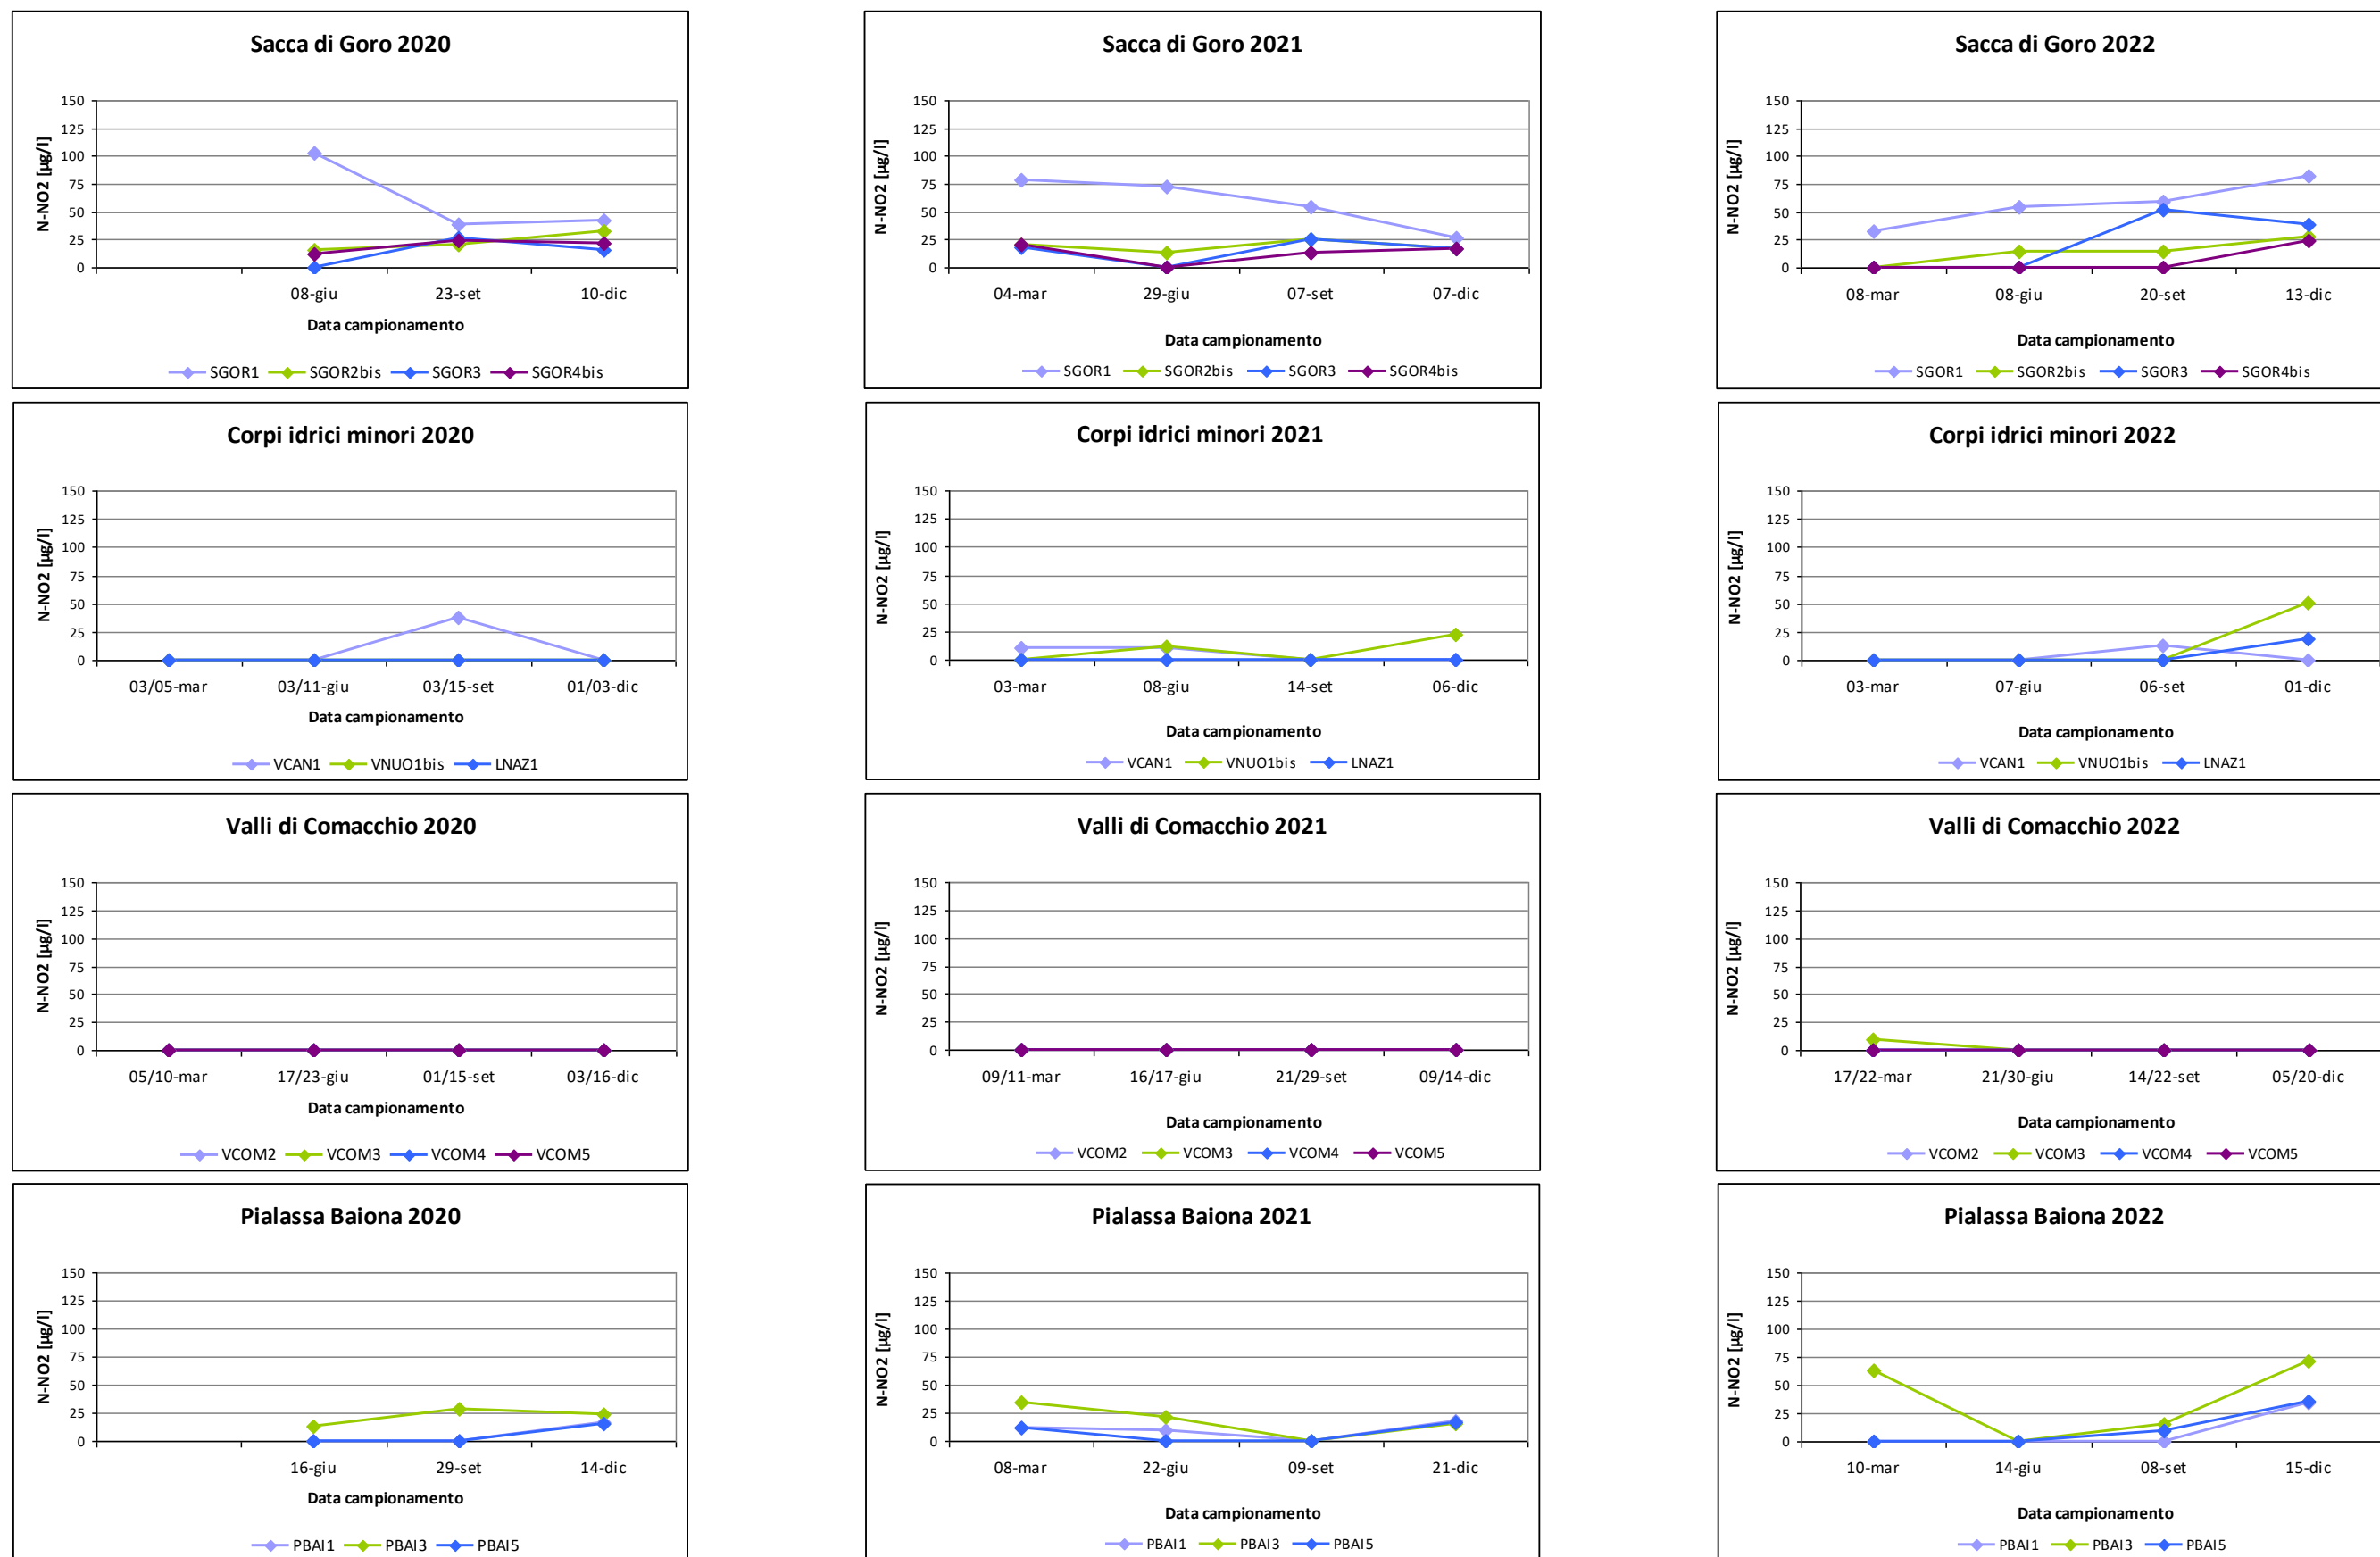 Sacca di Goro 2020
N-NO2 [µg/l]
150
125
100
75
50
25
0
08-giu 23-set 10-dic
Data campionamento
SGOR1 SGOR2bis SGOR3 SGOR4bis
Sacca di Goro 2021
N-NO2 [µg/l]
150
125
100
75
50
25
0
04-mar 29-giu 07-set 07-dic
Data campionamento
SGOR1 SGOR2bis SGOR3 SGOR4bis
Sacca di Goro 2022
N-NO2 [µg/l]
150
125
100
75
50
25
0
08-mar 08-giu 20-set 13-dic
Data campionamento
SGOR1 SGOR2bis SGOR3 SGOR4bis
Corpi idrici minori 2020
N-NO2 [µg/l]
150
125
100
75
50
25
0
03/05-mar 03/11-giu 03/15-set 01/03-dic
Data campionamento
VCAN1 VNUO1bis LNAZ1
Corpi idrici minori 2021
N-NO2 [µg/l]
150
125
100
75
50
25
0
03-mar 08-giu 14-set 06-dic
Data campionamento
VCAN1 VNUO1bis LNAZ1
Corpi idrici minori 2022
N-NO2 [µg/l]
150
125
100
75
50
25
0
03-mar 07-giu 06-set 01-dic
Data campionamento
VCAN1 VNUO1bis LNAZ1
Valli di Comacchio 2020
N-NO2 [µg/l]
150
125
100
75
50
25
0
05/10-mar 17/23-giu 01/15-set 03/16-dic
Data campionamento
VCOM2 VCOM3 VCOM4 VCOM5
Valli di Comacchio 2021
N-NO2 [µg/l]
150
125
100
75
50
25
0
09/11-mar 16/17-giu 21/29-set 09/14-dic
Data campionamento
VCOM2 VCOM3 VCOM4 VCOM5
Valli di Comacchio 2022
N-NO2 [µg/l]
150
125
100
75
50
25
0
17/22-mar 21/30-giu 14/22-set 05/20-dic
Data campionamento
VCOM2 VCOM3 VCOM4 VCOM5
Pialassa Baiona 2020
N-NO2 [µg/l]
150
125
100
75
50
25
0
16-giu 29-set 14-dic
Data campionamento
PBAI1 PBAI3 PBAI5
Pialassa Baiona 2021
N-NO2 [µg/l]
150
125
100
75
50
25
0
08-mar 22-giu 09-set 21-dic
Data campionamento
PBAI1 PBAI3 PBAI5
Pialassa Baiona 2022
N-NO2 [µg/l]
150
125
100
75
50
25
0
10-mar 14-giu 08-set 15-dic
Data campionamento
PBAI1 PBAI3 PBAI5